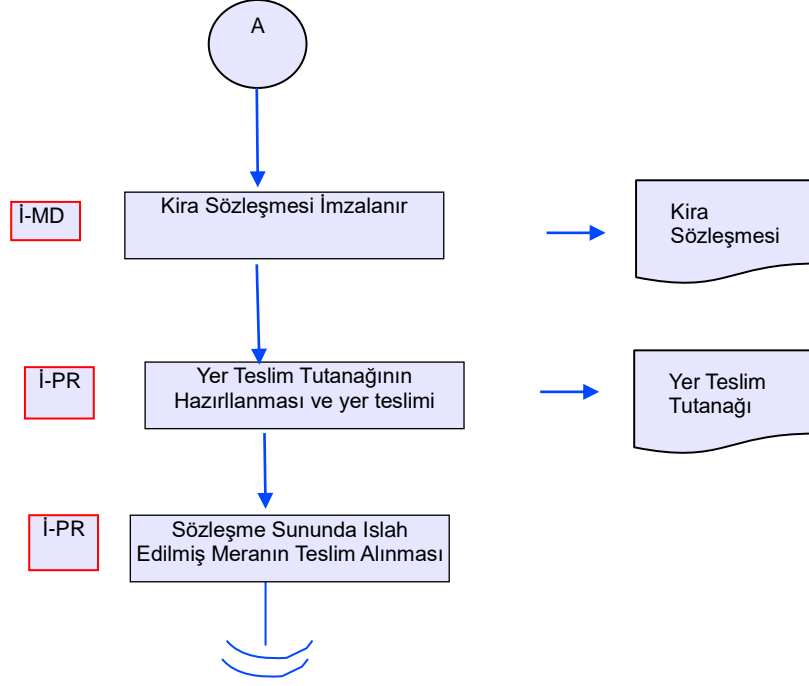 A
İ-MD
Kira Sözleşmesi İmzalanır
Kira
Sözleşmesi
İ-PR
Yer Teslim Tutanağının
Hazırllanması ve yer teslimi
Yer Teslim
Tutanağı
İ-PR
Sözleşme Sununda Islah
Edilmiş Meranın Teslim Alınması